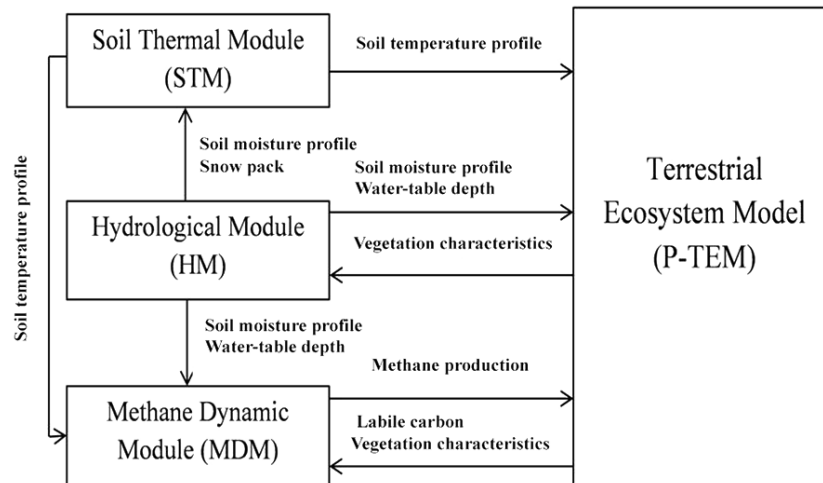 Soil Thermal Module
(STM)
Soil temperature profile
Soil temperature profile
Soil moisture profile
Snow pack
Hydrological Module
(HM)
Soil moisture profile
Water-table depth
Vegetation characteristics
Terrestrial
Ecosystem Model
(P-TEM)
Soil moisture profile
Water-table depth
Methane Dynamic
Module (MDM)
Methane production
Labile carbon
Vegetation characteristics